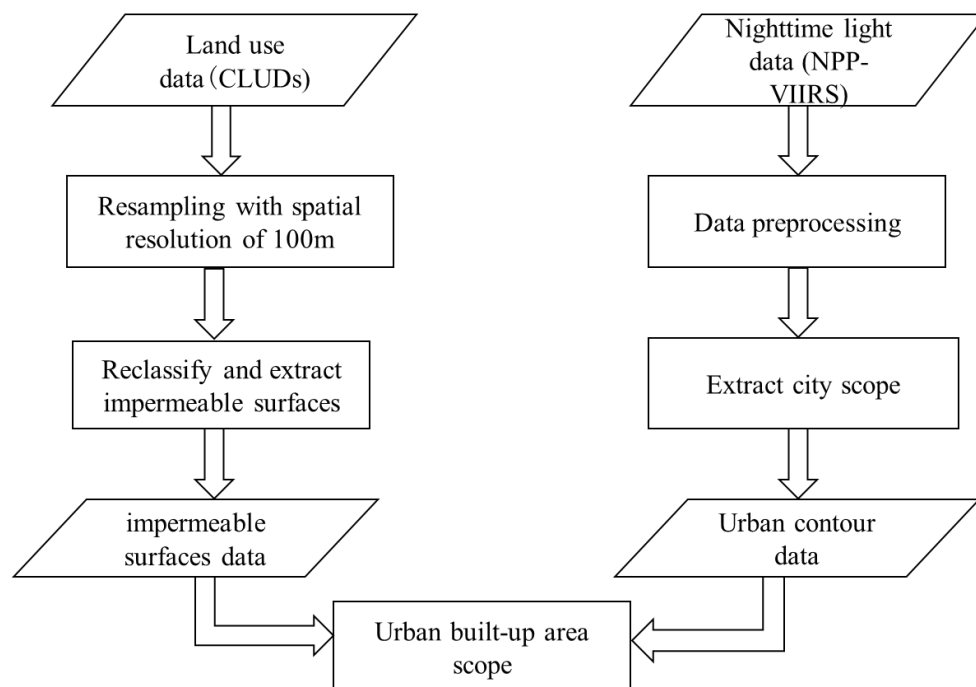 Land use
data（CLUDs)
Resampling with spatial
resolution of 100m
Reclassify and extract
impermeable surfaces
impermeable
surfaces data
Nighttime light
data (NPP-
VIIRS)
Data preprocessing
Extract city scope
Urban contour
data
Urban built-up area
scope